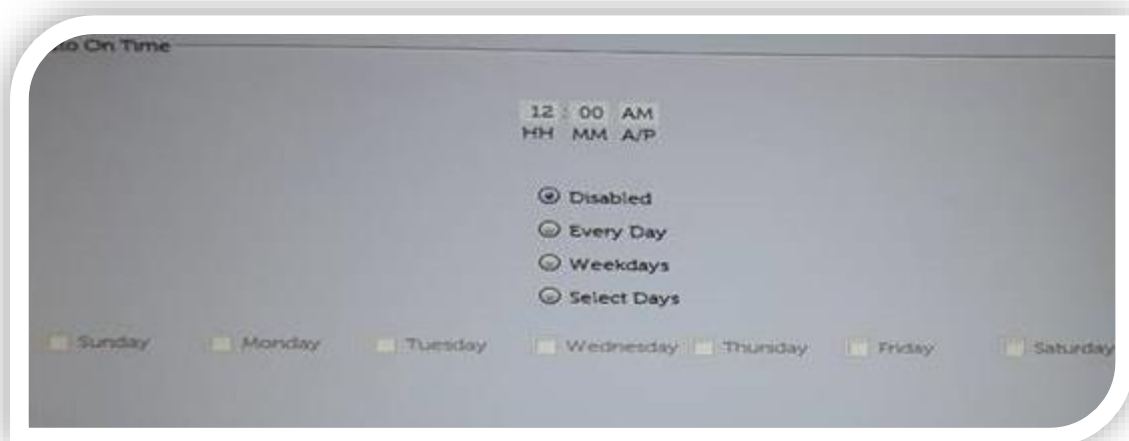 On Time
12 : 00 AM
HH MM A/P
Disabled
Every Day
Weekdays
Select Days
Sunday Monday Tuesday Wednesday Thursday Friday Saturday